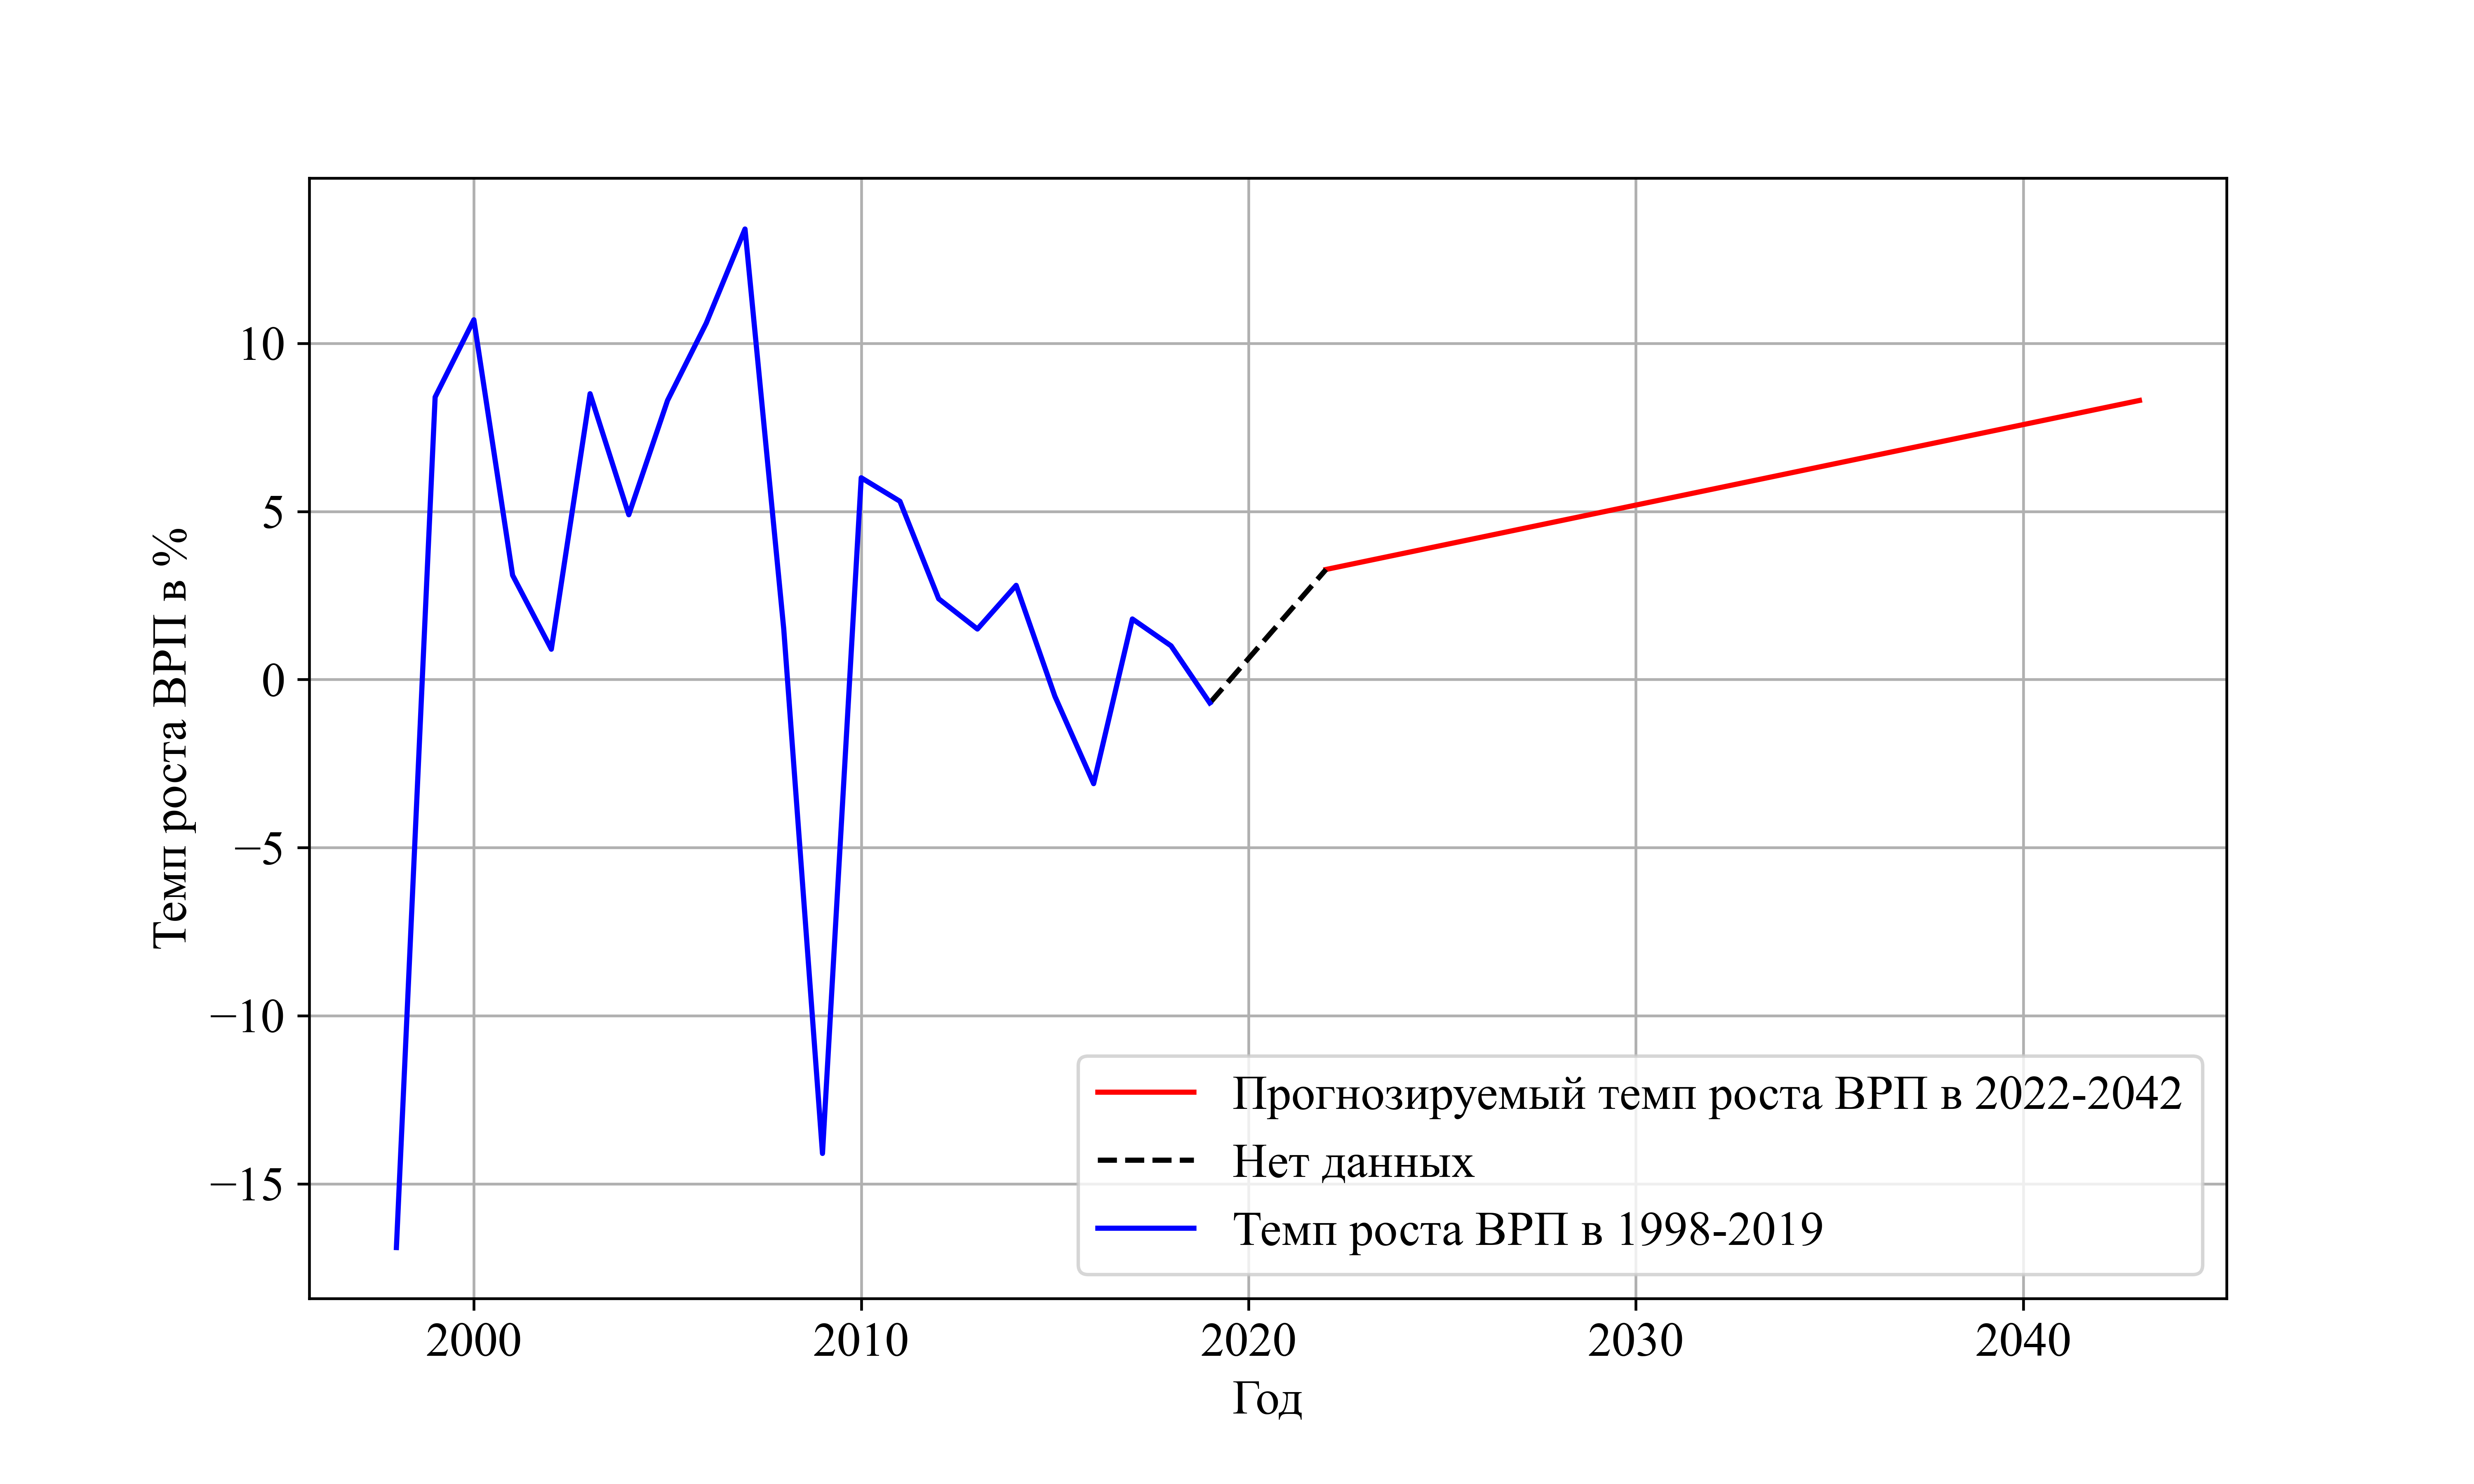 Темп роста ВРП в %
10
5
0
−5
−10
−15
Прогнозируемый темп роста ВРП в 2022-2042
Нет данных
Темп роста ВРП в 1998-2019
2000 2010 2020 2030 2040
Год